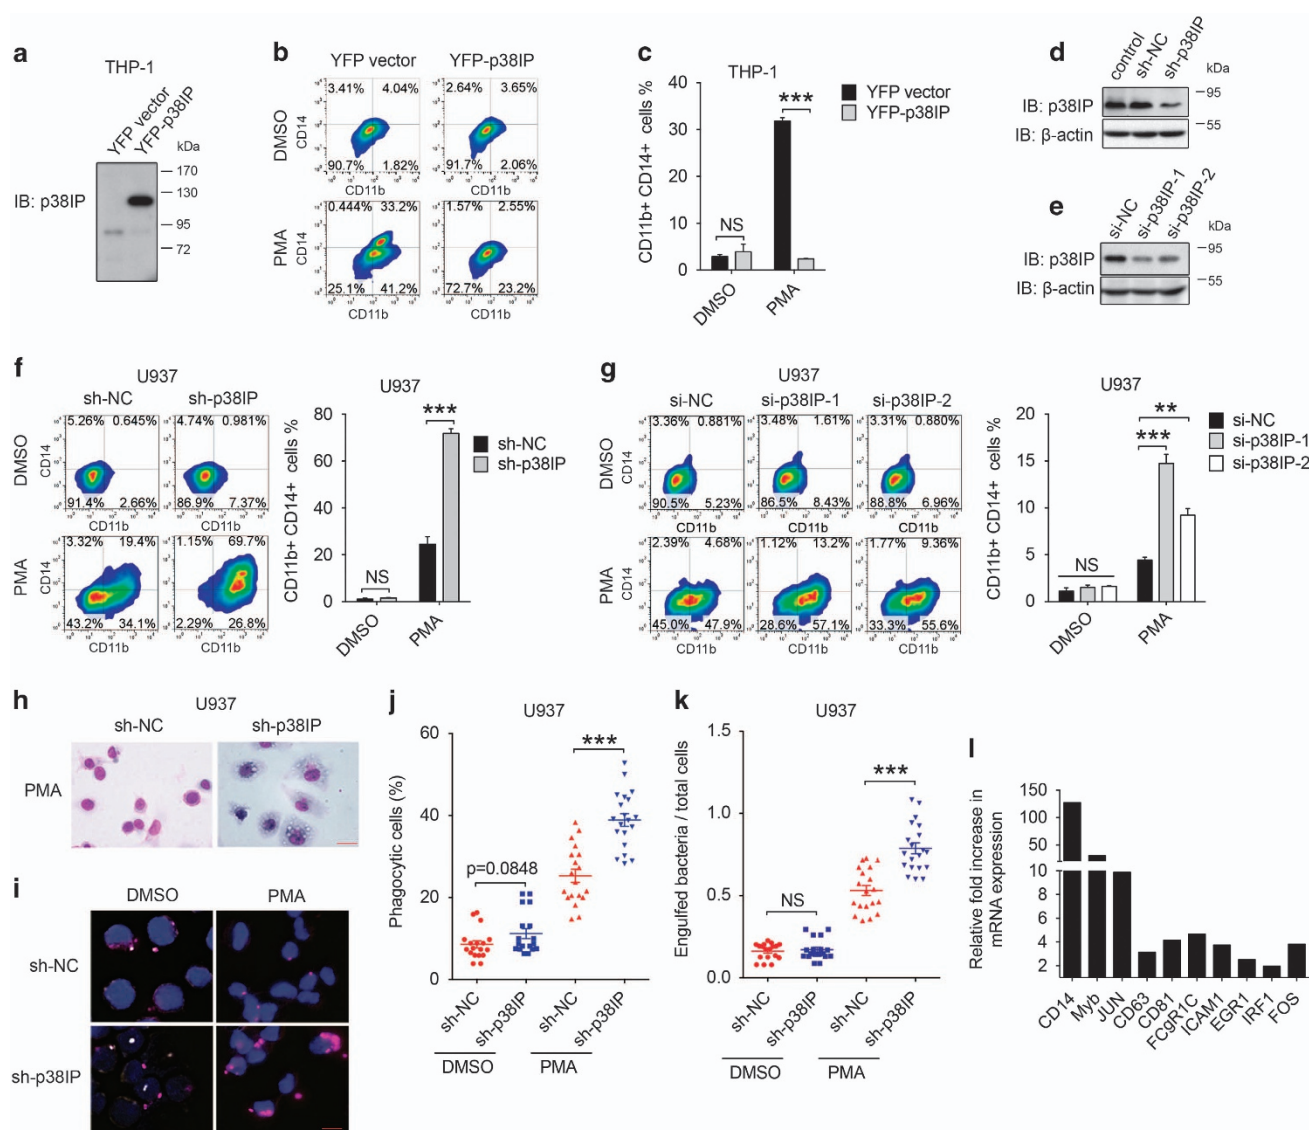 a
THP-1
YFP vector
YFP-p38IP
kDa
170
130
95
72
IB: p38IP
b
YFP vector YFP-p38IP
DMSO
CD14
3.41% 4.04%
90.7% 1.82%
CD11b
2.64% 3.65%
91.7% 2.06%
CD11b
PMA
CD14
0.444% 33.2%
25.1% 41.2%
CD11b
1.57% 2.55%
72.7% 23.2%
CD11b
c
THP-1
CD11b+ CD14+ cells %
40
30
20
10
0
NS
***
YFP vector
YFP-p38IP
DMSO
PMA
d
control
sh-NC
sh-p38IP
kDa
IB: p38IP
95
55
IB: β-actin
e
si-NC
si-p38IP-1
si-p38IP-2
kDa
IB: p38IP
95
55
IB: β-actin
f
U937
sh-NC sh-p38IP
DMSO
CD14
5.26% 0.645%
91.4% 2.66%
CD11b
4.74% 0.981%
86.9% 7.37%
CD11b
PMA
CD14
3.32% 19.4%
43.2% 34.1%
CD11b
1.15% 69.7%
2.29% 26.8%
CD11b
U937
CD11b+ CD14+ cells %
80
60
40
20
0
NS
***
sh-NC
sh-p38IP
DMSO
PMA
g
U937
si-NC si-p38IP-1 si-p38IP-2
DMSO
CD14
3.36% 0.881%
90.5% 5.23%
CD11b
3.48% 1.61%
86.5% 8.43%
CD11b
3.31% 0.880%
88.8% 6.96%
CD11b
PMA
CD14
2.39% 4.68%
45.0% 47.9%
CD11b
1.12% 13.2%
28.6% 57.1%
CD11b
1.77% 9.36%
33.3% 55.6%
CD11b
U937
CD11b+ CD14+ cells %
20
15
10
5
0
NS
***
**
si-NC
si-p38IP-1
si-p38IP-2
DMSO
PMA
h
U937
sh-NC sh-p38IP
PMA
i
DMSO PMA
sh-NC
sh-p38IP
j
U937
Phagocytic cells (%)
60
40
20
0
p=0.0848
***
sh-NC
sh-p38IP
sh-NC
sh-p38IP
DMSO PMA
k
U937
Engulfed bacteria / total cells
1.5
1.0
0.5
0.0
NS
***
sh-NC
sh-p38IP
sh-NC
sh-p38IP
DMSO PMA
l
Relative fold increase in
mRNA expression
150
100
50
10
8
6
4
2
CD14
Myb
JUN
CD63
CD81
FCgR1C
ICAM1
EGR1
IRF1
FOS